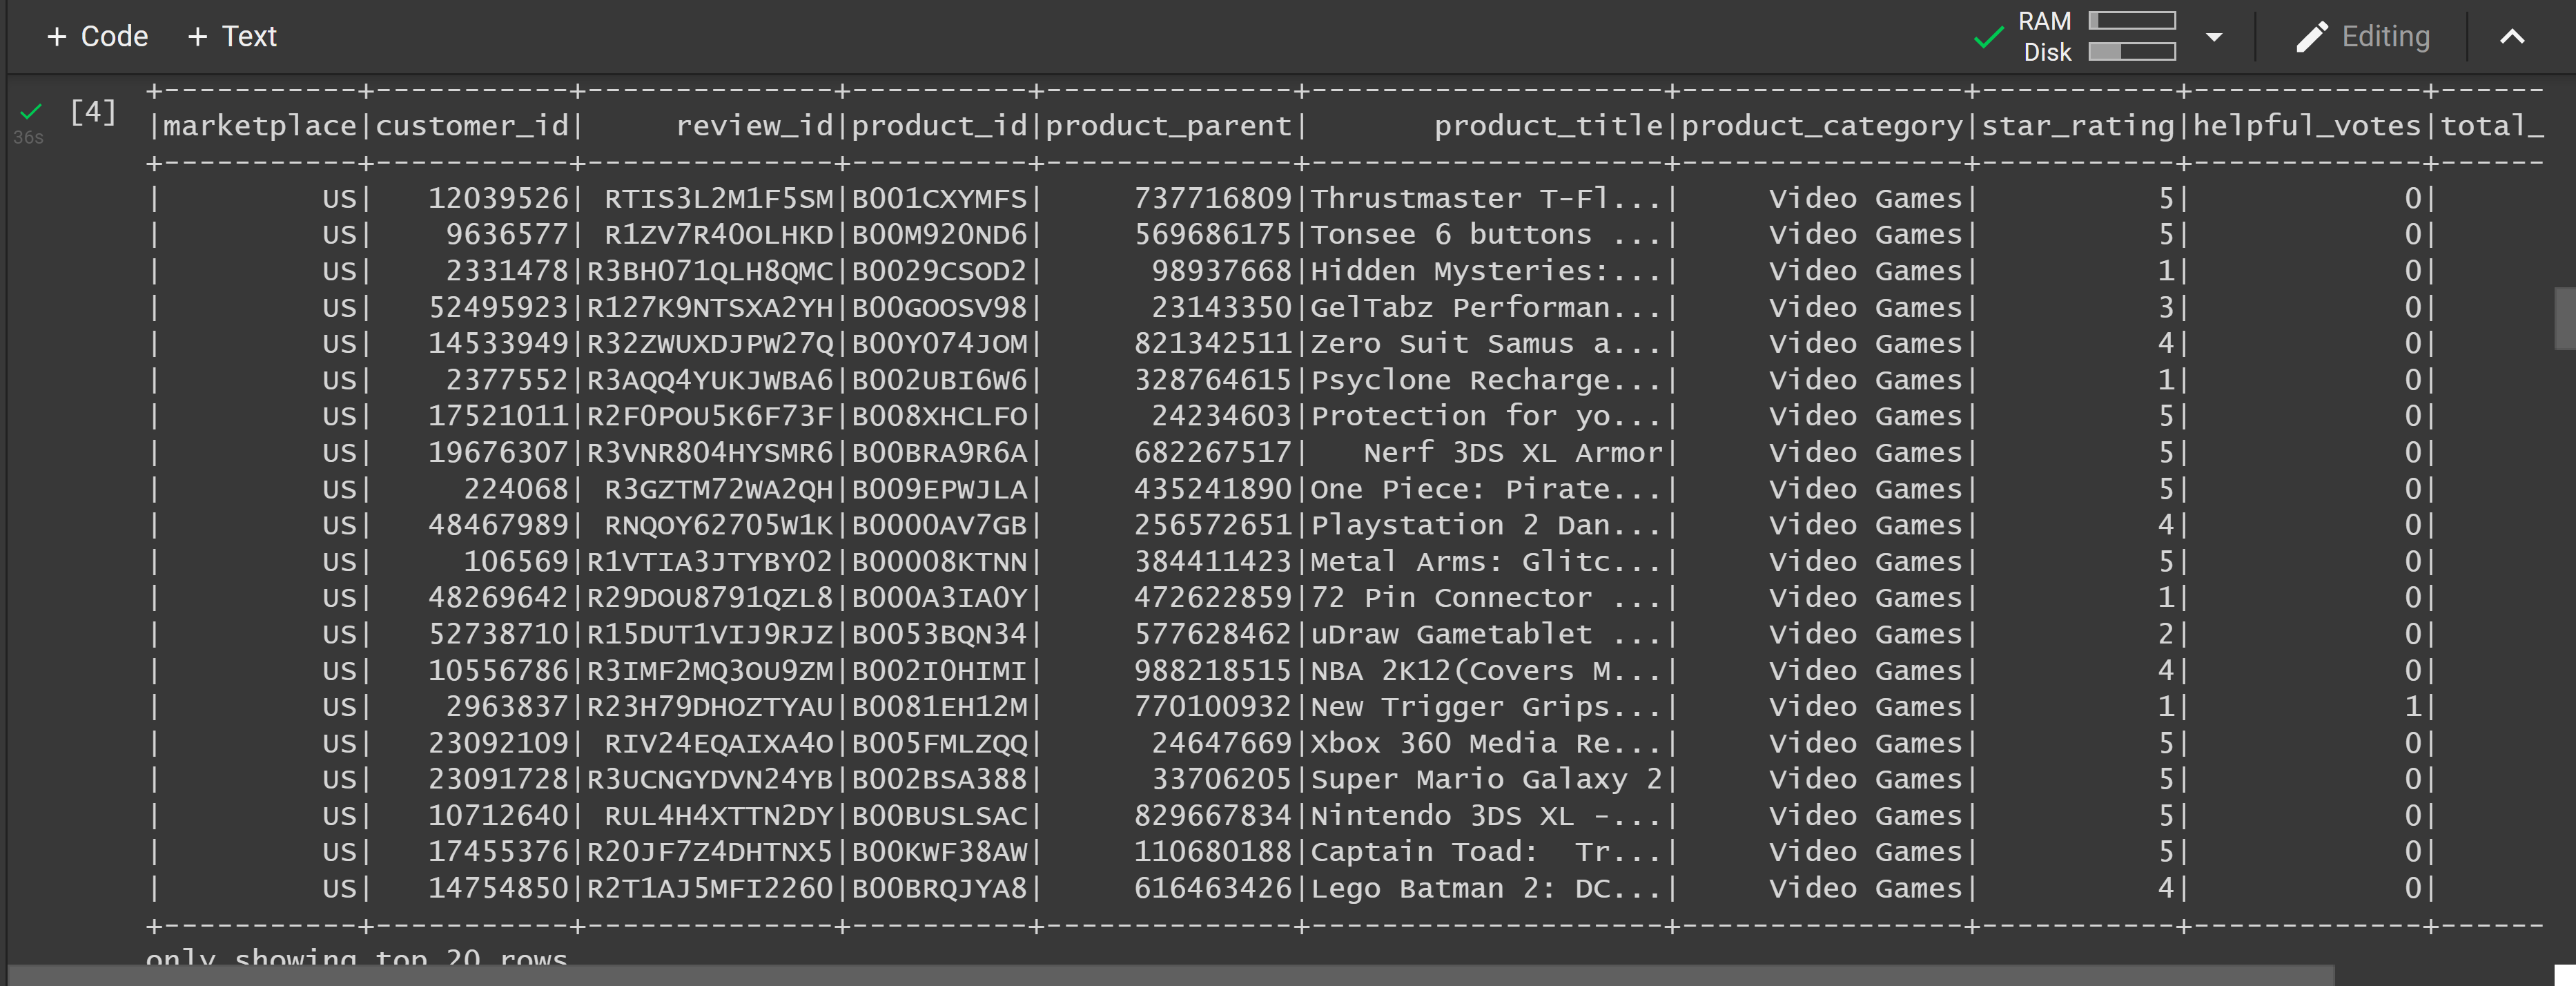 + Code + Text RAM Disk Editing
36s [4]
+-----------+-----------+--------------+----------+--------------+--------------------+----------------+-----------+-------------+------
|marketplace|customer_id|     review_id|product_id|product_parent|       product_title|product_category|star_rating|helpful_votes|total_
+-----------+-----------+--------------+----------+--------------+--------------------+----------------+-----------+-------------+------
|         US|   12039526| RTIS3L2M1F5SM|B001CXYMFS|     737716809|Thrustmaster T-Fl...|     Video Games|          5|            0|
|         US|    9636577| R1ZV7R40OLHKD|B00M920ND6|     569686175|Tonsee 6 buttons ...|     Video Games|          5|            0|
|         US|    2331478|R3BH071QLH8QMC|B0029CSOD2|      98937668|Hidden Mysteries:...|     Video Games|          1|            0|
|         US|   52495923|R127K9NTSXA2YH|B00GOOSV98|      23143350|GelTabz Performan...|     Video Games|          3|            0|
|         US|   14533949|R32ZWUXDJPW27Q|B00Y074JOM|     821342511|Zero Suit Samus a...|     Video Games|          4|            0|
|         US|    2377552|R3AQQ4YUKJWBA6|B002UBI6W6|     328764615|Psyclone Recharge...|     Video Games|          1|            0|
|         US|   17521011|R2F0POU5K6F73F|B008XHCLFO|      24234603|Protection for yo...|     Video Games|          5|            0|
|         US|   19676307|R3VNR804HYSMR6|B00BRA9R6A|     682267517|   Nerf 3DS XL Armor|     Video Games|          5|            0|
|         US|     224068| R3GZTM72WA2QH|B009EPWJLA|     435241890|One Piece: Pirate...|     Video Games|          5|            0|
|         US|   48467989| RNQOY62705W1K|B0000AV7GB|     256572651|Playstation 2 Dan...|     Video Games|          4|            0|
|         US|     106569|R1VTIA3JTYBY02|B00008KTNN|     384411423|Metal Arms: Glitc...|     Video Games|          5|            0|
|         US|   48269642|R29DOU8791QZL8|B000A3IA0Y|     472622859|72 Pin Connector ...|     Video Games|          1|            0|
|         US|   52738710|R15DUT1VIJ9RJZ|B0053BQN34|     577628462|uDraw Gametablet ...|     Video Games|          2|            0|
|         US|   10556786|R3IMF2MQ3OU9ZM|B002I0HIMI|     988218515|NBA 2K12(Covers M...|     Video Games|          4|            0|
|         US|    2963837|R23H79DHOZTYAU|B0081EH12M|     770100932|New Trigger Grips...|     Video Games|          1|            1|
|         US|   23092109| RIV24EQAIXA4O|B005FMLZQQ|      24647669|Xbox 360 Media Re...|     Video Games|          5|            0|
|         US|   23091728|R3UCNGYDVN24YB|B002BSA388|      33706205|Super Mario Galaxy 2|     Video Games|          5|            0|
|         US|   10712640| RUL4H4XTTN2DY|B00BUSLSAC|     829667834|Nintendo 3DS XL -...|     Video Games|          5|            0|
|         US|   17455376|R20JF7Z4DHTNX5|B00KWF38AW|     110680188|Captain Toad:  Tr...|     Video Games|          5|            0|
|         US|   14754850|R2T1AJ5MFI2260|B00BRQJYA8|     616463426|Lego Batman 2: DC...|     Video Games|          4|            0|
+-----------+-----------+--------------+----------+--------------+--------------------+----------------+-----------+-------------+------
only showing top 20 rows